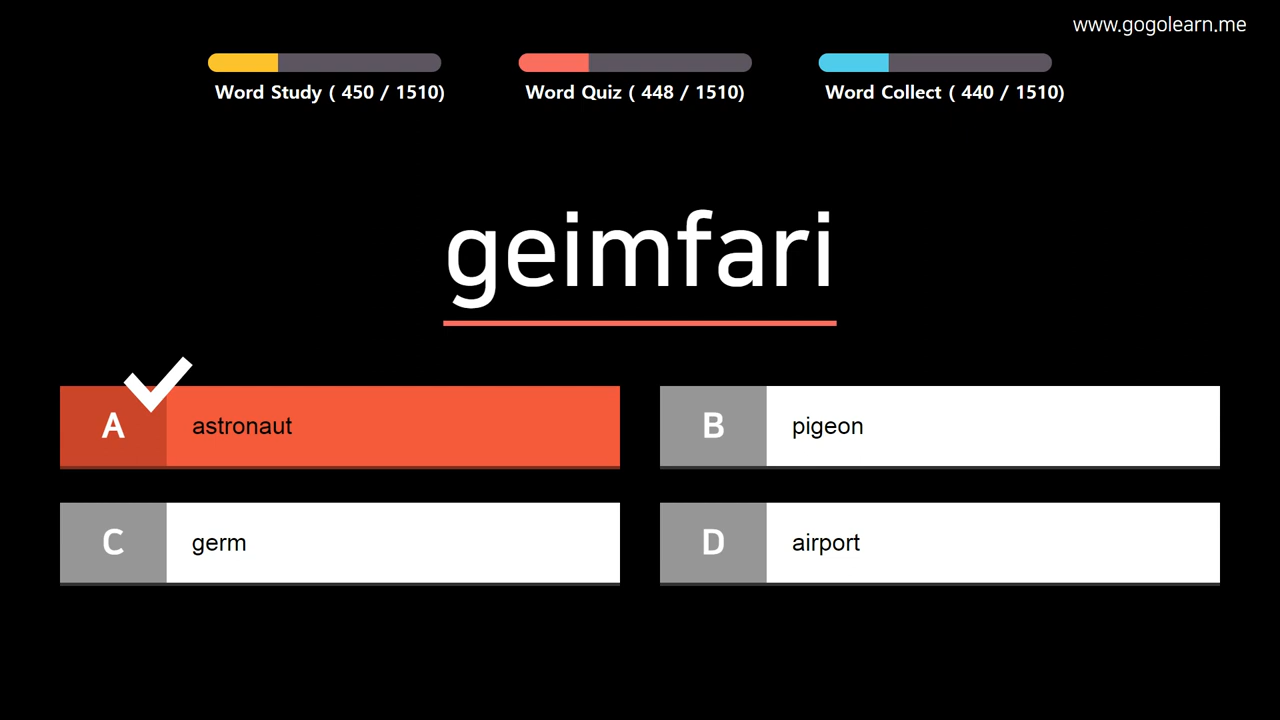 www.gogolearn.me
Word Study ( 450 / 1510)
Word Quiz ( 448 / 1510)
Word Collect ( 440 / 1510)
geimfari
A astronaut
B pigeon
C germ
D airport